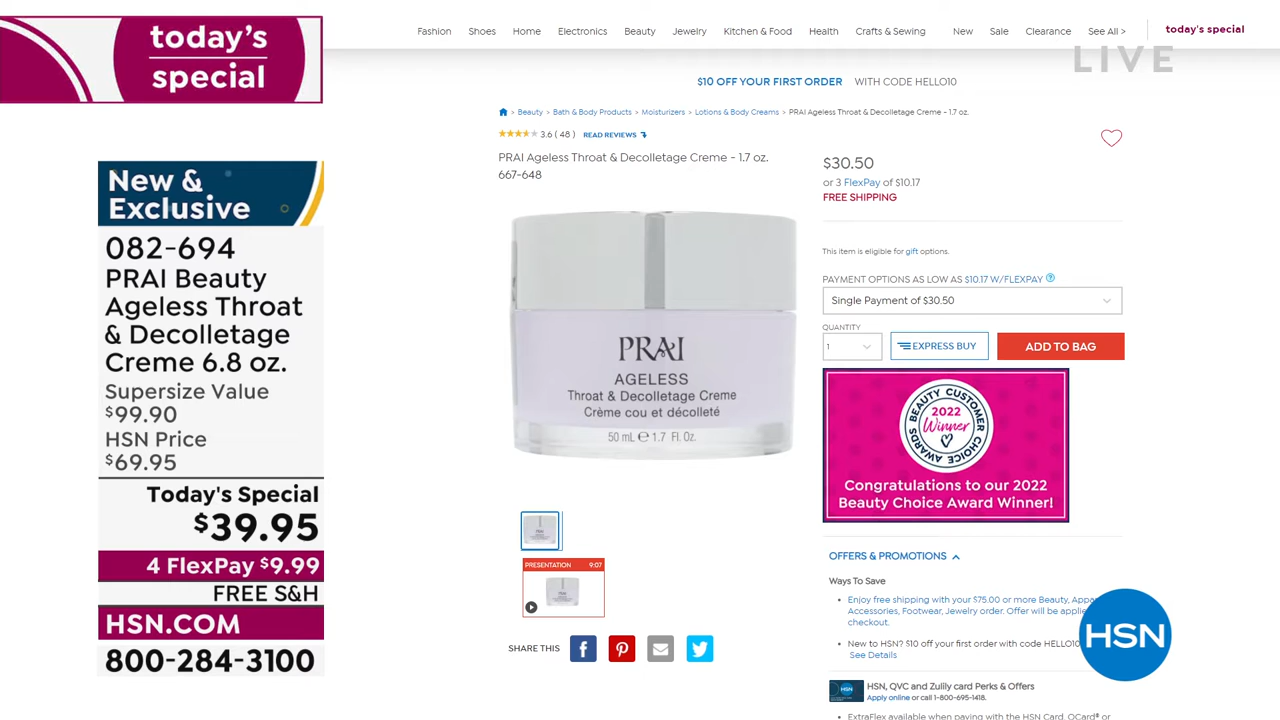 today's
special
Fashion Shoes Home Electronics Beauty Jewelry Kitchen & Food Health Crafts & Sewing New Sale Clearance See All > today's special
LIVE
$10 OFF YOUR FIRST ORDER WITH CODE HELLO10
> Beauty > Bath & Body Products > Moisturizers > Lotions & Body Creams > PRAI Ageless Throat & Decolletage Creme - 1.7 oz.
3.6 ( 48 ) READ REVIEWS
PRAI Ageless Throat & Decolletage Creme - 1.7 oz.
667-648
New &
Exclusive
082-694
PRAI Beauty
Ageless Throat
& Decolletage
Creme 6.8 oz.
Supersize Value
$99.90
HSN Price
$69.95
Today's Special
$39.95
4 FlexPay $9.99
FREE S&H
HSN.COM
800-284-3100
PRAI
AGELESS
Throat & Decolletage Creme
Crème cou et décolleté
50 mL ℮ 1.7 Fl. Oz.
PRESENTATION 9:07
SHARE THIS
$30.50
or 3 FlexPay of $10.17
FREE SHIPPING
This item is eligible for gift options.
PAYMENT OPTIONS AS LOW AS $10.17 W/FLEXPAY ?
Single Payment of $30.50
QUANTITY
1 EXPRESS BUY ADD TO BAG
BEAUTY CUSTOMER CHOICE AWARDS
2022
Winner
Congratulations to our 2022
Beauty Choice Award Winner!
OFFERS & PROMOTIONS
Ways To Save
• Enjoy free shipping with your $75.00 or more Beauty,
Accessories, Footwear, Jewelry order. Offer will be
checkout.
• New to HSN? $10 off your first order with code HELLO10
See Details
HSN
HSN, QVC and Zulily card Perks & Offers
Apply online or call 1-800-695-1418.
• ExtraFlex available when paying with the HSN Card, QCard® or